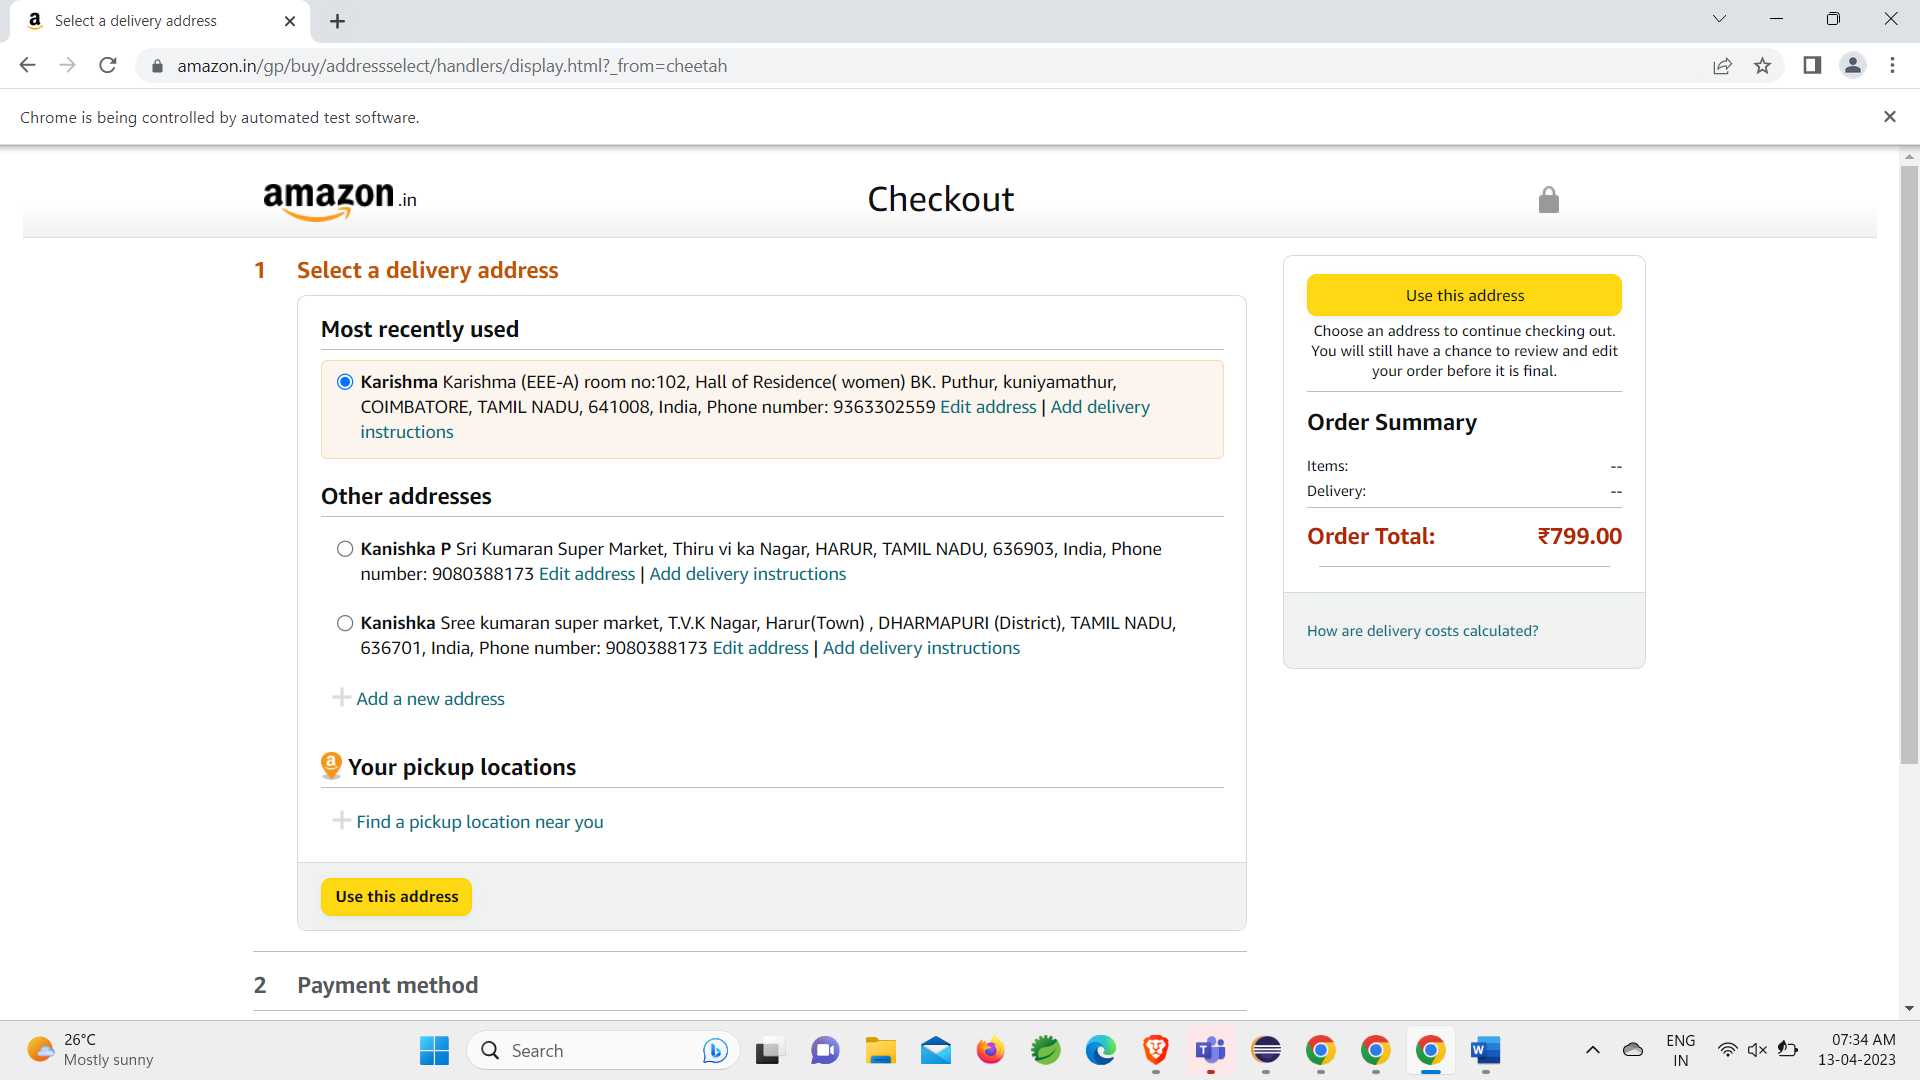 Select a delivery address
amazon.in/gp/buy/addressselect/handlers/display.html?_from=cheetah
Chrome is being controlled by automated test software.
amazon.in
Checkout
1 Select a delivery address
Most recently used
Karishma Karishma (EEE-A) room no:102, Hall of Residence( women) BK. Puthur, kuniyamathur,
COIMBATORE, TAMIL NADU, 641008, India, Phone number: 9363302559 Edit address | Add delivery
instructions
Other addresses
Kanishka P Sri Kumaran Super Market, Thiru vi ka Nagar, HARUR, TAMIL NADU, 636903, India, Phone
number: 9080388173 Edit address | Add delivery instructions
Kanishka Sree kumaran super market, T.V.K Nagar, Harur(Town) , DHARMAPURI (District), TAMIL NADU,
636701, India, Phone number: 9080388173 Edit address | Add delivery instructions
Add a new address
Your pickup locations
Find a pickup location near you
Use this address
2 Payment method
Use this address
Choose an address to continue checking out.
You will still have a chance to review and edit
your order before it is final.
Order Summary
Items: --
Delivery: --
Order Total: ₹799.00
How are delivery costs calculated?
26°C
Mostly sunny
Search
ENG
IN
07:34 AM
13-04-2023